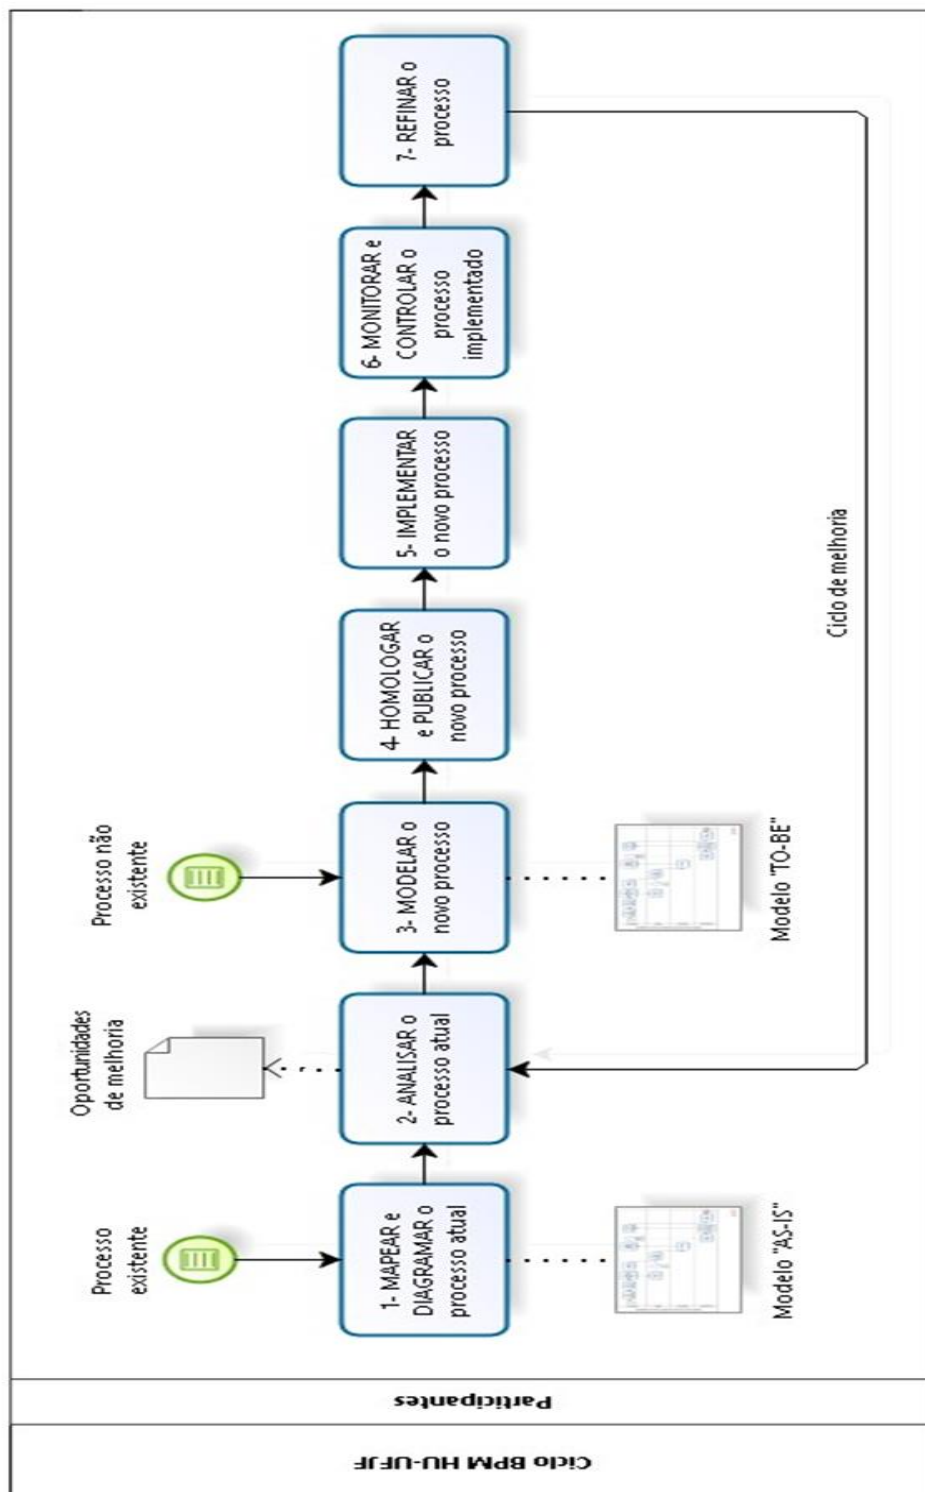 Ciclo BPM HU-UFJF
Participantes
Processo
existente
1- MAPEAR e
DIAGRAMAR o
processo atual
Modelo "AS-IS"
Oportunidades
de melhoria
2- ANALISAR o
processo atual
Processo não
existente
3- MODELAR o
novo processo
Modelo "TO-BE"
4- HOMOLOGAR
e PUBLICAR o
novo processo
5- IMPLEMENTAR
o novo processo
6- MONITORAR e
CONTROLAR o
processo
implementado
7- REFINAR o
processo
Ciclo de melhoria